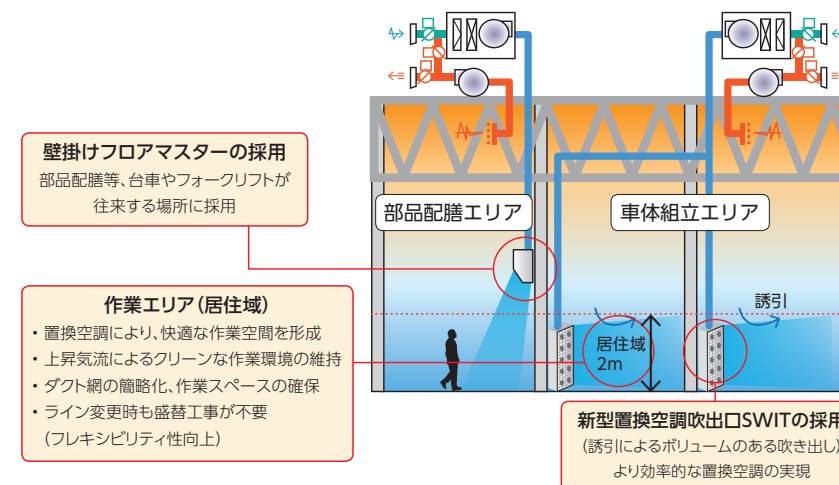 壁掛けフロアマスターの採用
部品配膳等、台車やフォークリフトが
往来する場所に採用
部品配膳エリア
車体組立エリア
作業エリア（居住域）
・置換空調により、快適な作業空間を形成
・上昇気流によるクリーンな作業環境の維持
・ダクト網の簡略化、作業スペースの確保
・ライン変更時も盛替工事が不要
（フレキシビリティ性向上）
誘引
居住域
2m
新型置換空調吹出口SWITの採用
（誘引によるボリュームのある吹き出し）
より効率的な置換空調の実現